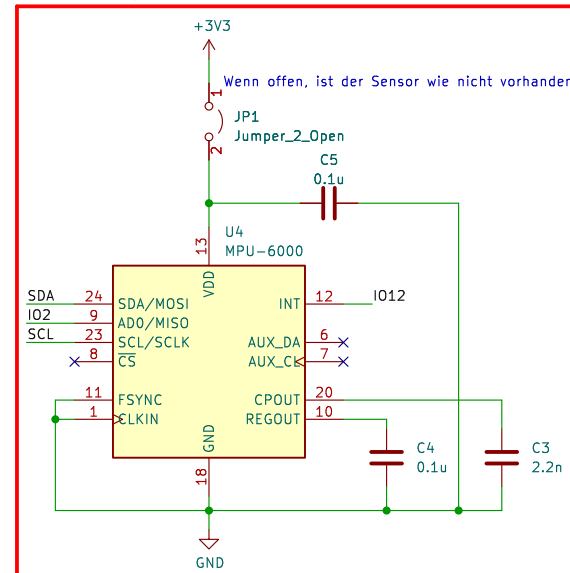 +3V3
Wenn offen, ist der Sensor wie nicht vorhanden
1
JP1
Jumper_2_Open
2
C5
0.1u
U4
MPU-6000
13
VDD
SDA 24 SDA/MOSI
INT 12 IO12
IO2 9 AD0/MISO
SCL 23 SCL/SCLK
AUX_DA 6
8 CS
AUX_CL 7
11 FSYNC
CPOUT 20
1 CLKIN
REGOUT 10
GND
18
C4
0.1u
C3
2.2n
GND